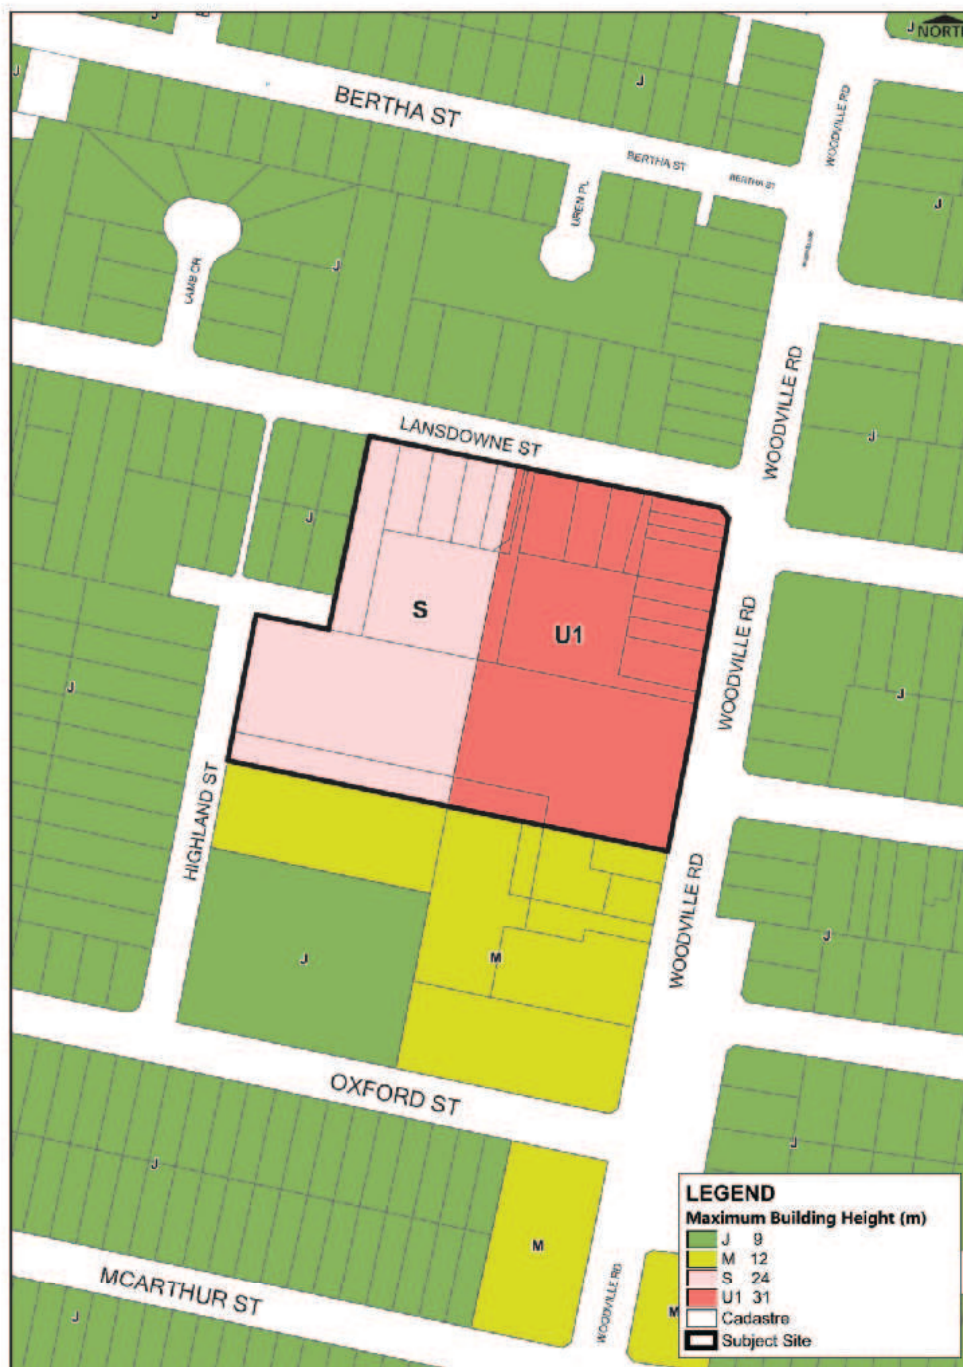 J
J
NORTH
J
J
BERTHA ST
WOODVILLE RD
BERTHA ST
BERTHA ST
UREN PL
J
J
LAMB CR
WOODVILLE RD
J
LANSDOWNE ST
J
S
U1
WOODVILLE RD
J
J
HIGHLAND ST
WOODVILLE RD
J
J
M
OXFORD ST
J
J
M
MCARTHUR ST
WOODVILLE RD
M
J
LEGEND
Maximum Building Height (m)
J 9
M 12
S 24
U1 31
Cadastre
Subject Site